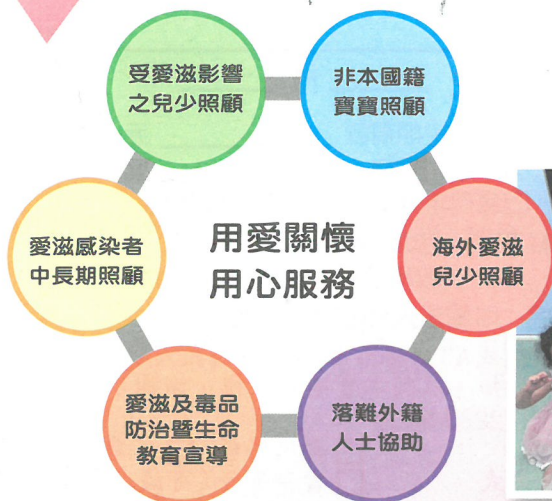 受愛滋影響
之兒少照顧
非本國籍
寶寶照顧
愛滋感染者
中長期照顧
用愛關懷
用心服務
海外愛滋
兒少照顧
愛滋及毒品
防治暨生命
教育宣導
落難外籍
人士協助